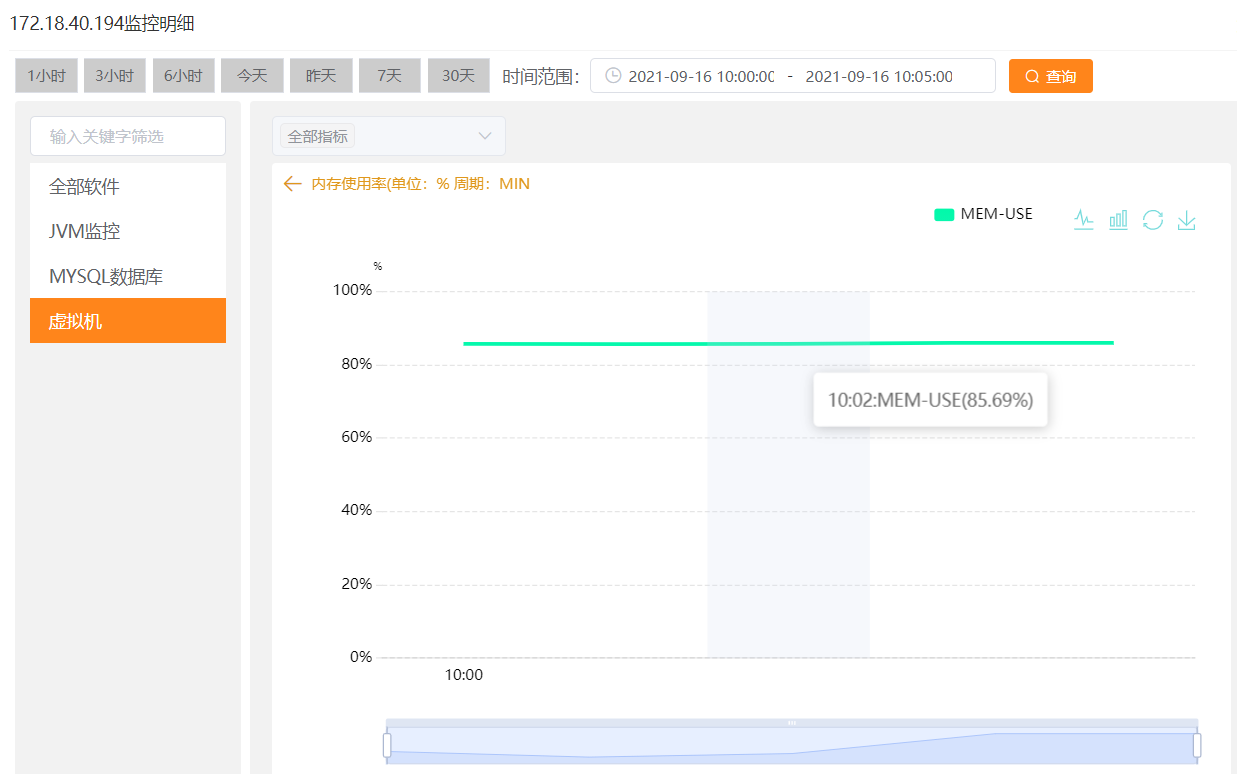 172.18.40.194监控明细
1小时 3小时 6小时 今天 昨天 7天 30天 时间范围： 2021-09-16 10:00:00 - 2021-09-16 10:05:00 查询
输入关键字筛选
全部软件
JVM监控
MYSQL数据库
虚拟机
全部指标
内存使用率(单位：% 周期：MIN
MEM-USE
%
100%
80%
10:02:MEM-USE(85.69%)
60%
40%
20%
0%
10:00